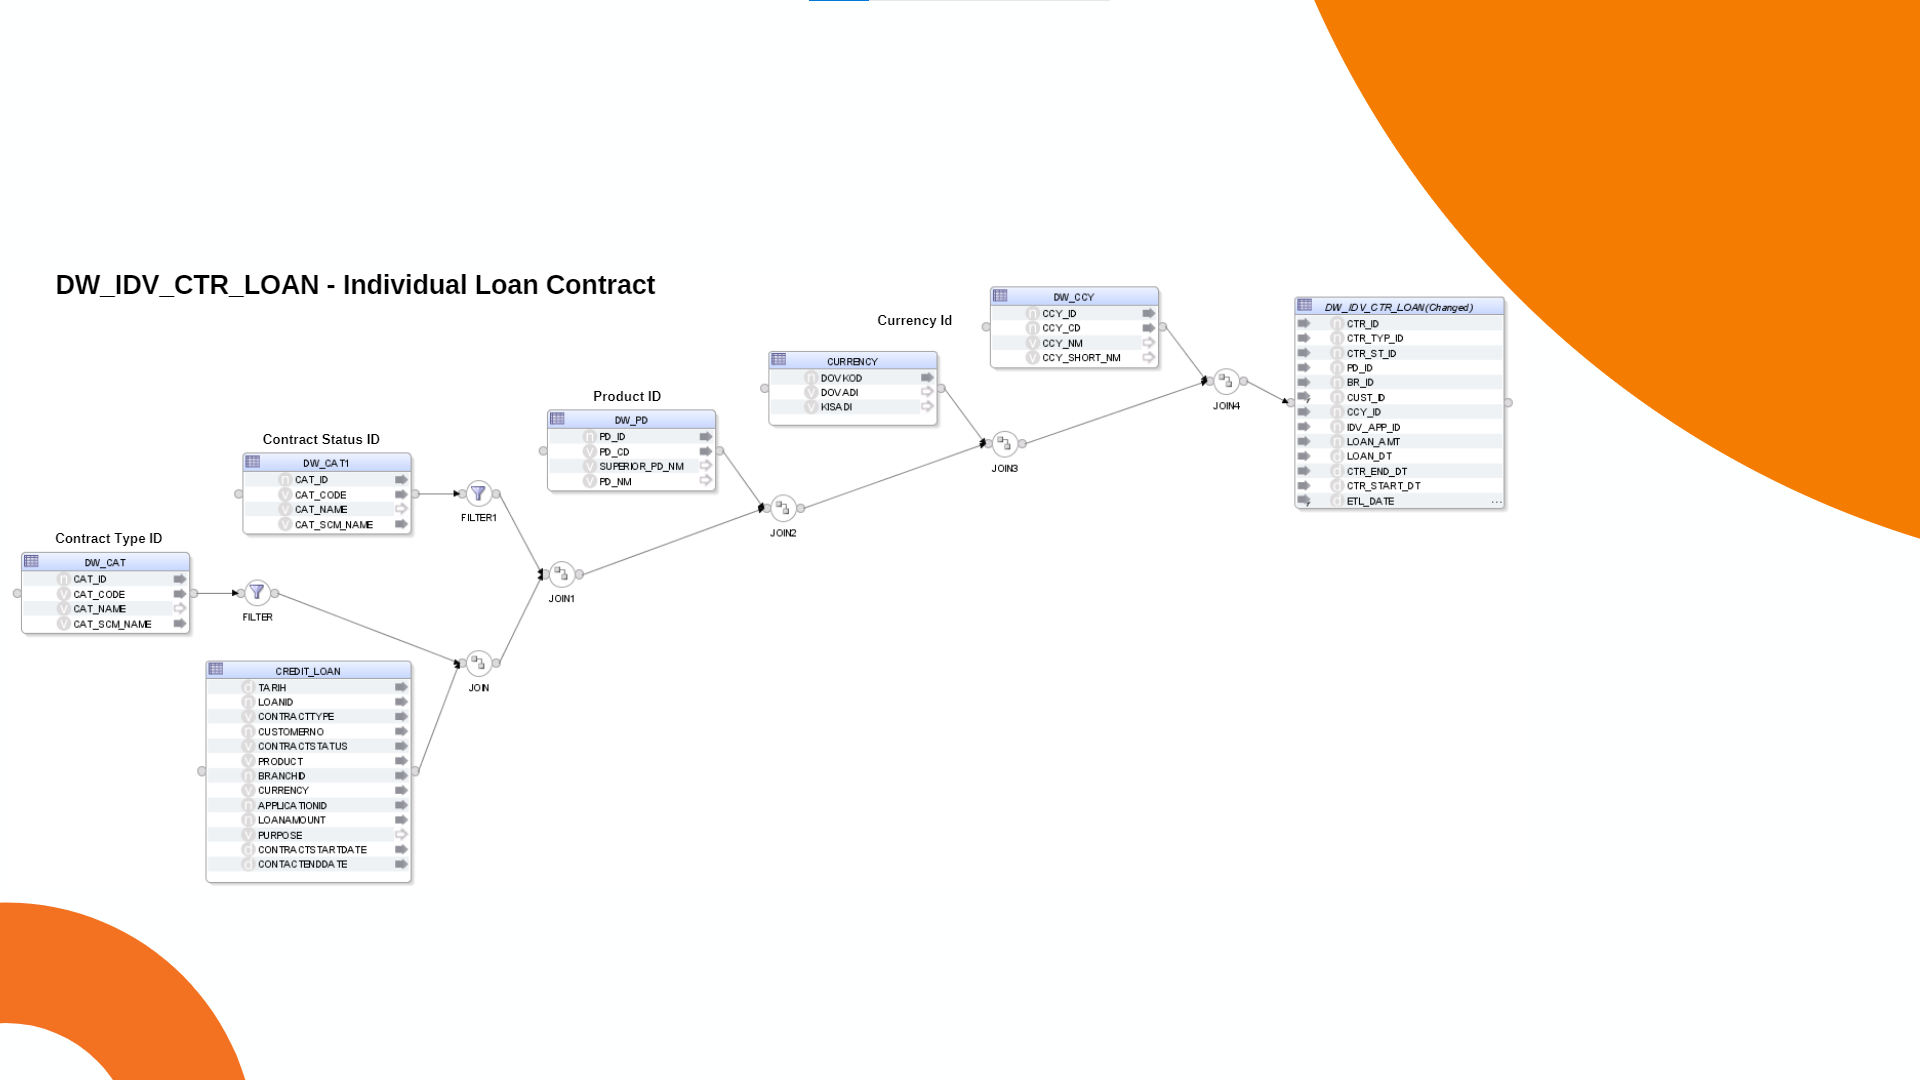 DW_IDV_CTR_LOAN - Individual Loan Contract
Contract Type ID
DW_CAT
CAT_ID
CAT_CODE
CAT_NAME
CAT_SCM_NAME
FILTER
CREDIT_LOAN
TARIH
LOANID
CONTRACTTYPE
CUSTOMERNO
CONTRACTSTATUS
PRODUCT
BRANCHID
CURRENCY
APPLICATIONID
LOANAMOUNT
PURPOSE
CONTRACTSTARTDATE
CONTACTENDDATE
JOIN
Contract Status ID
DW_CAT1
CAT_ID
CAT_CODE
CAT_NAME
CAT_SCM_NAME
FILTER1
JOIN1
Product ID
DW_PD
PD_ID
PD_CD
SUPERIOR_PD_NM
PD_NM
JOIN2
Currency Id
CURRENCY
DOVKOD
DOVADI
KISADI
JOIN3
DW_CCY
CCY_ID
CCY_CD
CCY_NM
CCY_SHORT_NM
JOIN4
DW_IDV_CTR_LOAN(Changed)
CTR_ID
CTR_TYP_ID
CTR_ST_ID
PD_ID
BR_ID
CUST_ID
CCY_ID
IDV_APP_ID
LOAN_AMT
LOAN_DT
CTR_END_DT
CTR_START_DT
ETL_DATE ...